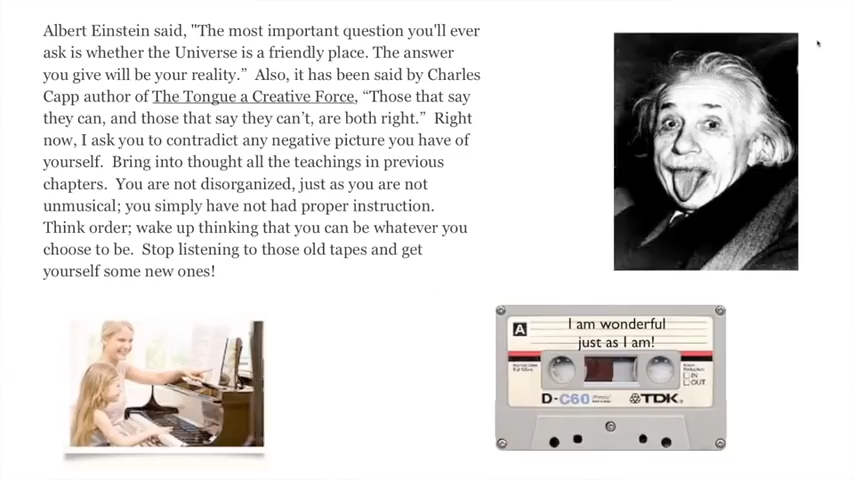 Albert Einstein said, "The most important question you'll ever
ask is whether the Universe is a friendly place. The answer
you give will be your reality.”  Also, it has been said by Charles
Capp author of The Tongue a Creative Force, “Those that say
they can, and those that say they can’t, are both right.”  Right
now, I ask you to contradict any negative picture you have of
yourself.  Bring into thought all the teachings in previous
chapters.  You are not disorganized, just as you are not
unmusical; you simply have not had proper instruction.
Think order; wake up thinking that you can be whatever you
choose to be.  Stop listening to those old tapes and get
yourself some new ones!
A
I am wonderful
just as I am!
IN
OUT
D-C60
TDK